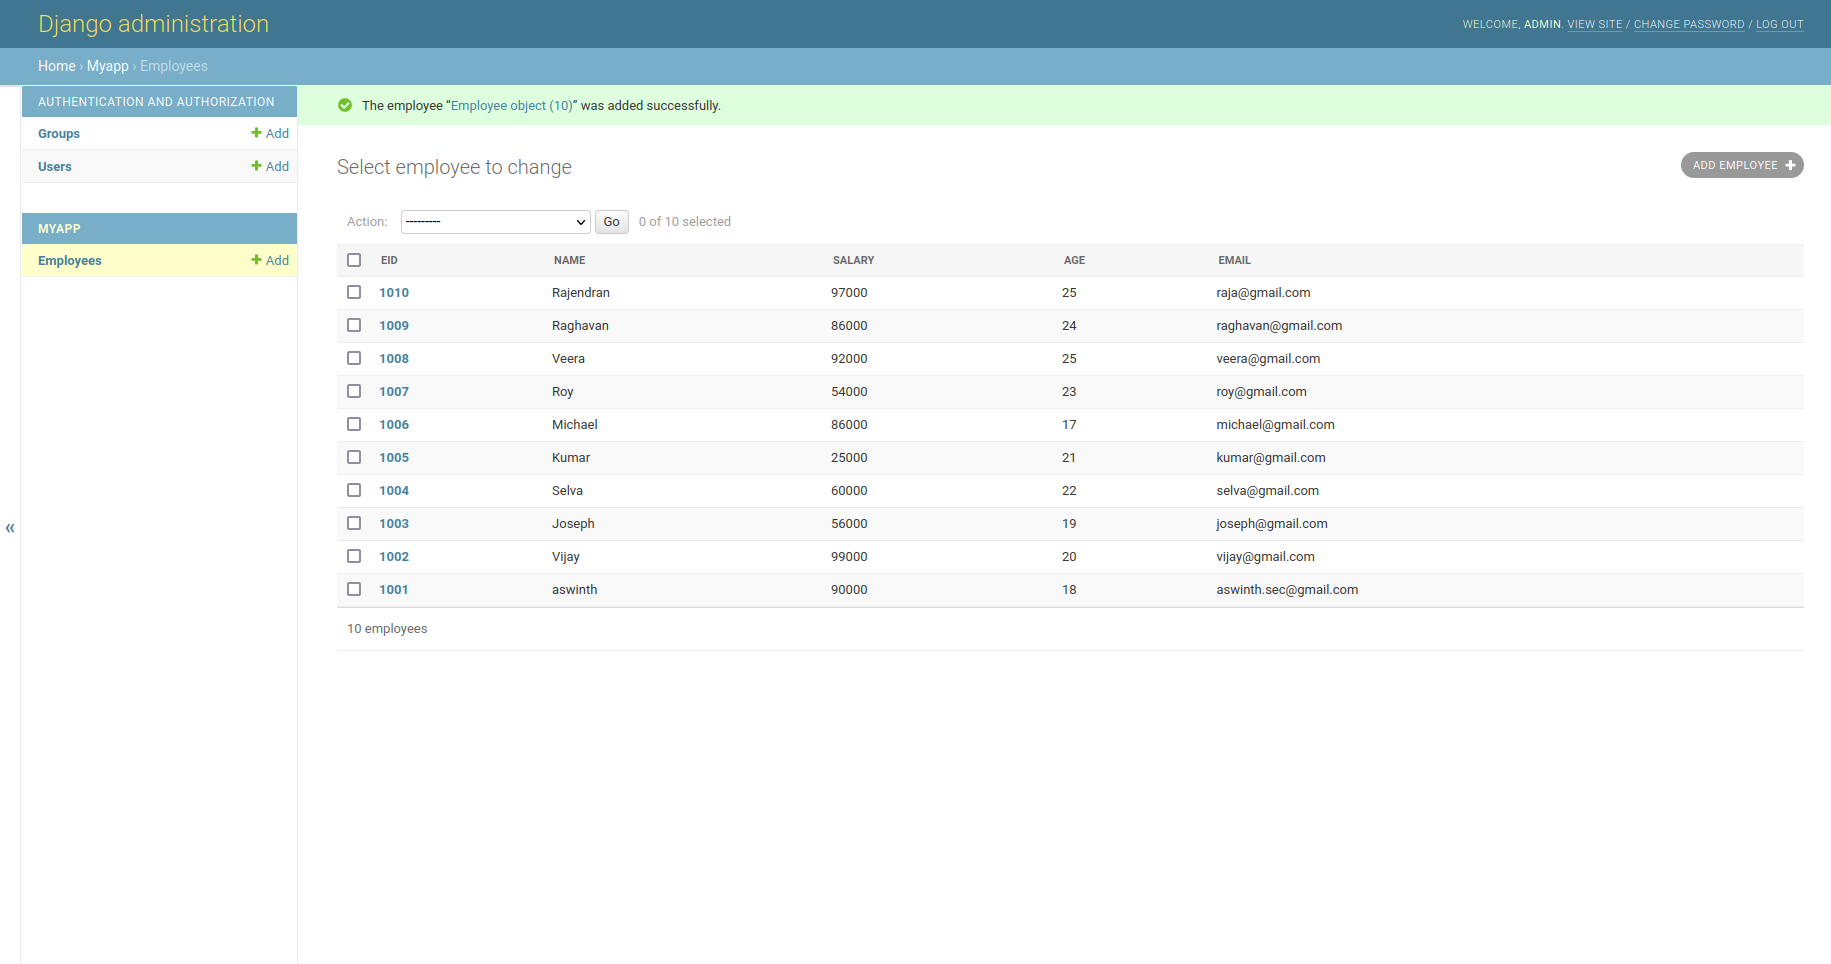 Django administration
WELCOME, ADMIN. VIEW SITE / CHANGE PASSWORD / LOG OUT
Home › Myapp › Employees
AUTHENTICATION AND AUTHORIZATION
Groups + Add
Users + Add
MYAPP
Employees + Add
«
The employee “Employee object (10)” was added successfully.
Select employee to change
ADD EMPLOYEE +
Action: --------- Go 0 of 10 selected
EID NAME SALARY AGE EMAIL
1010 Rajendran 97000 25 raja@gmail.com
1009 Raghavan 86000 24 raghavan@gmail.com
1008 Veera 92000 25 veera@gmail.com
1007 Roy 54000 23 roy@gmail.com
1006 Michael 86000 17 michael@gmail.com
1005 Kumar 25000 21 kumar@gmail.com
1004 Selva 60000 22 selva@gmail.com
1003 Joseph 56000 19 joseph@gmail.com
1002 Vijay 99000 20 vijay@gmail.com
1001 aswinth 90000 18 aswinth.sec@gmail.com
10 employees